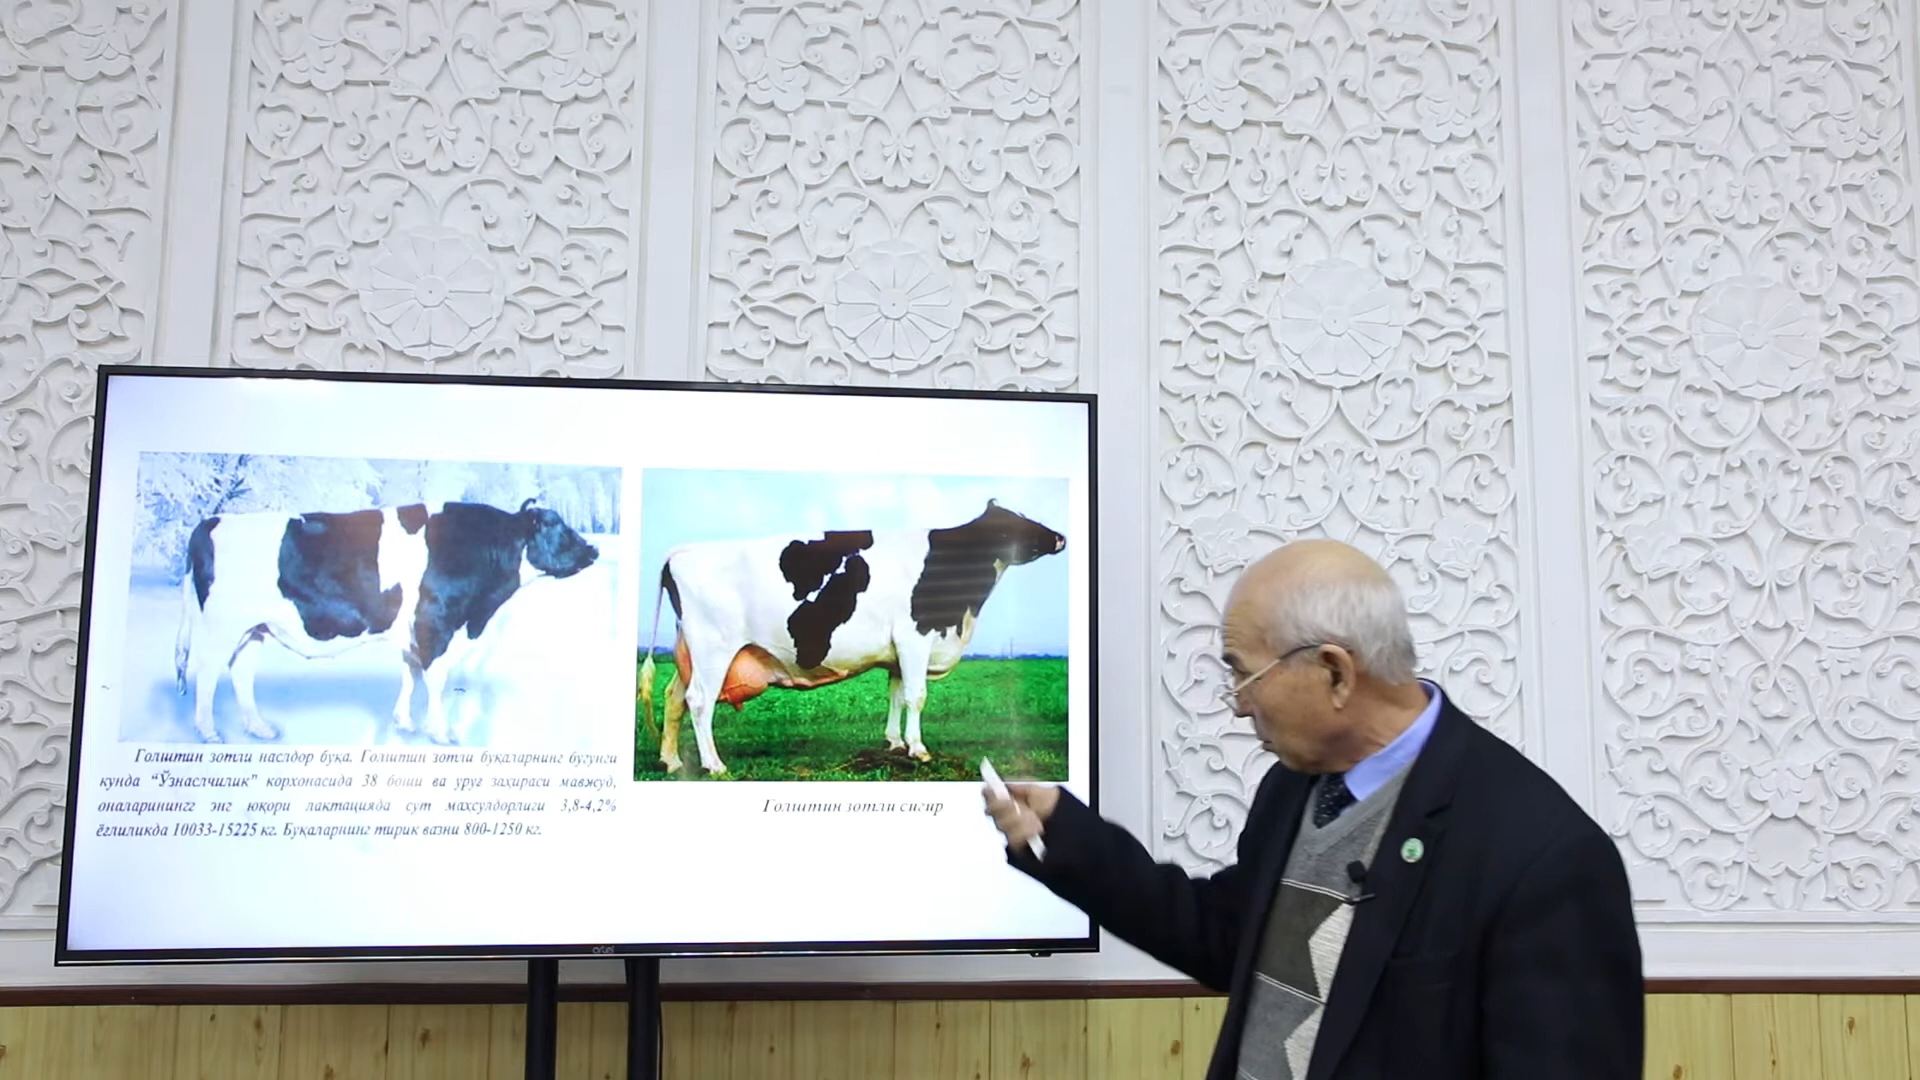 Голштин зотли наслдор буқа. Голштин зотли буқаларнинг бугунги
кунда “Ўзнаслчилик” корхонасида 38 боши ва уруғ захираси мавжуд,
оналарининг энг юқори лактацияда сут маҳсулдорлиги 3,8-4,2%
ёғлиликда 10033-15225 кг. Буқаларнинг тирик вазни 800-1250 кг.
Голштин зотли сигир
artel